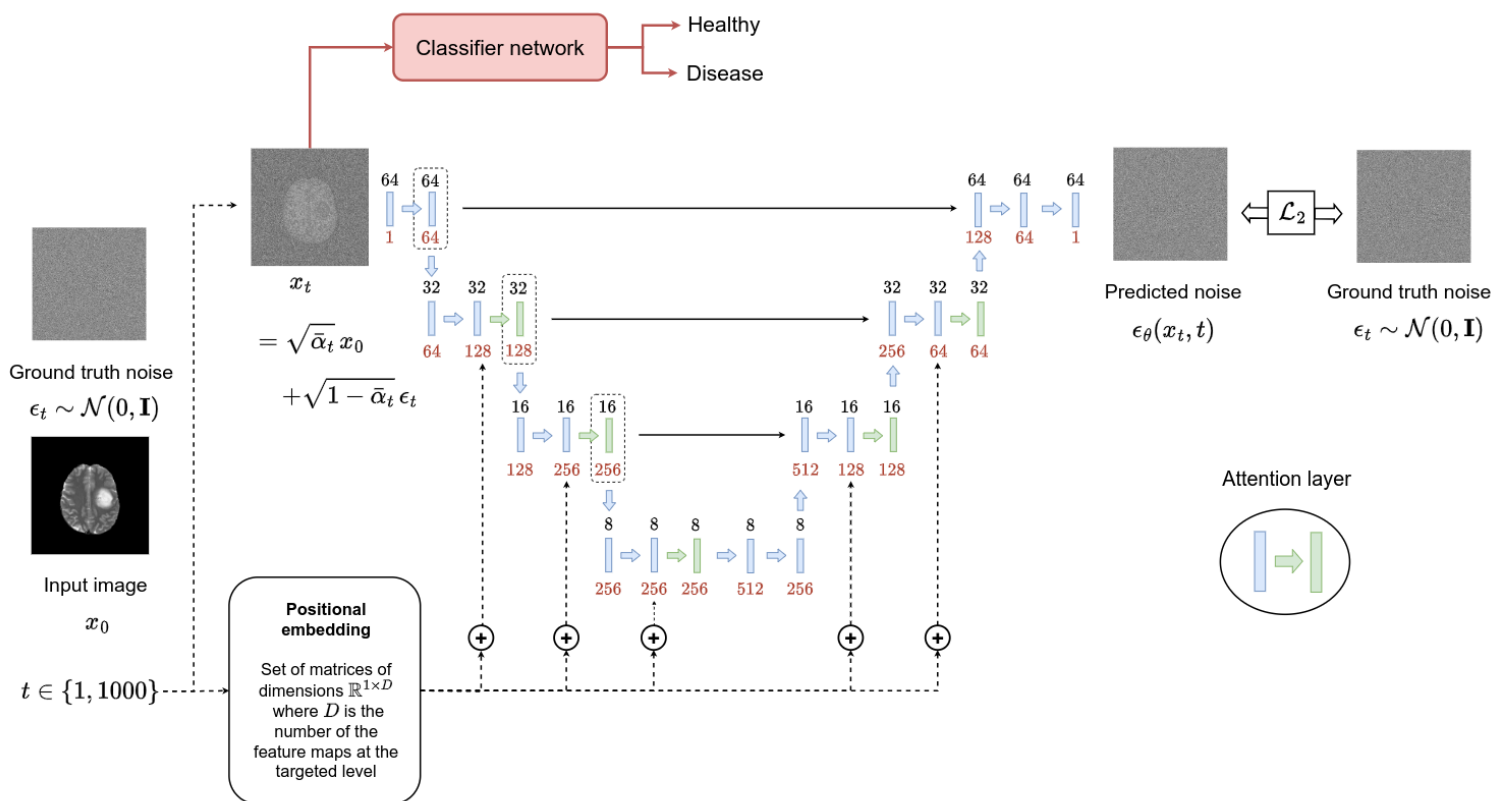 Healthy
Classifier network
Disease
64 64
1 64
x_t
= √ᾱ_t x_0
+√1 − ᾱ_t ϵ_t
Ground truth noise
ϵ_t ∼ 𝒩(0, I)
Input image
x_0
t ∈ {1, 1000}
32 32 32
64 128 128
16 16 16
128 256 256
8 8 8 8 8
256 256 256 512 256
16 16 16
512 128 128
32 32 32
256 64 64
64 64 64
128 64 1
Positional
embedding
Set of matrices of
dimensions ℝ^{1×D}
where D is the
number of the
feature maps at the
targeted level
+ + + + +
Predicted noise
ϵ_θ(x_t, t)
ℒ_2
Ground truth noise
ϵ_t ∼ 𝒩(0, I)
Attention layer